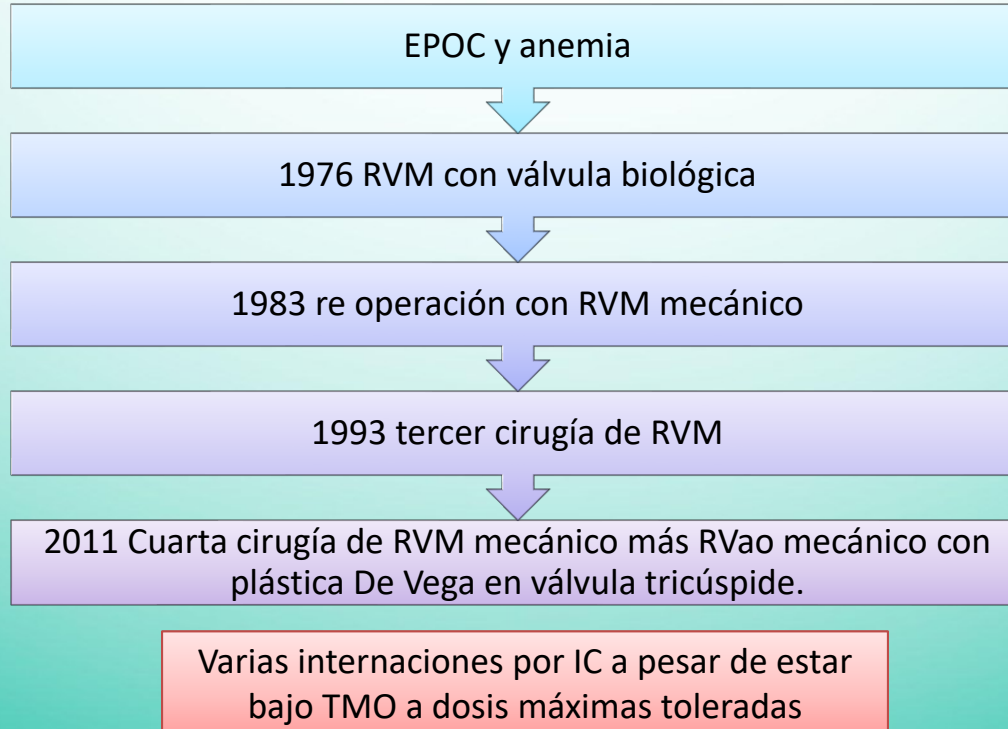 EPOC y anemia
1976 RVM con válvula biológica
1983 re operación con RVM mecánico
1993 tercer cirugía de RVM
2011 Cuarta cirugía de RVM mecánico más RVao mecánico con
plástica De Vega en válvula tricúspide.
Varias internaciones por IC a pesar de estar
bajo TMO a dosis máximas toleradas